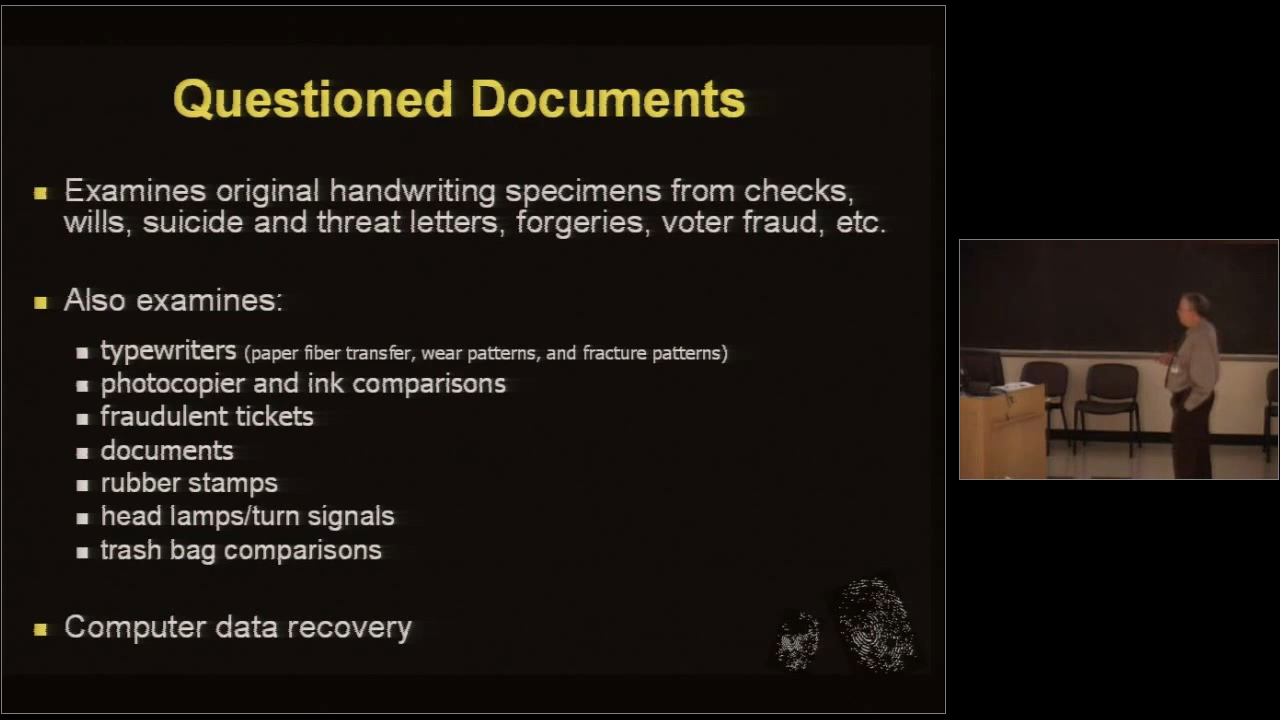 Questioned Documents
Examines original handwriting specimens from checks,
wills, suicide and threat letters, forgeries, voter fraud, etc.
Also examines:
typewriters (paper fiber transfer, wear patterns, and fracture patterns)
photocopier and ink comparisons
fraudulent tickets
documents
rubber stamps
head lamps/turn signals
trash bag comparisons
Computer data recovery